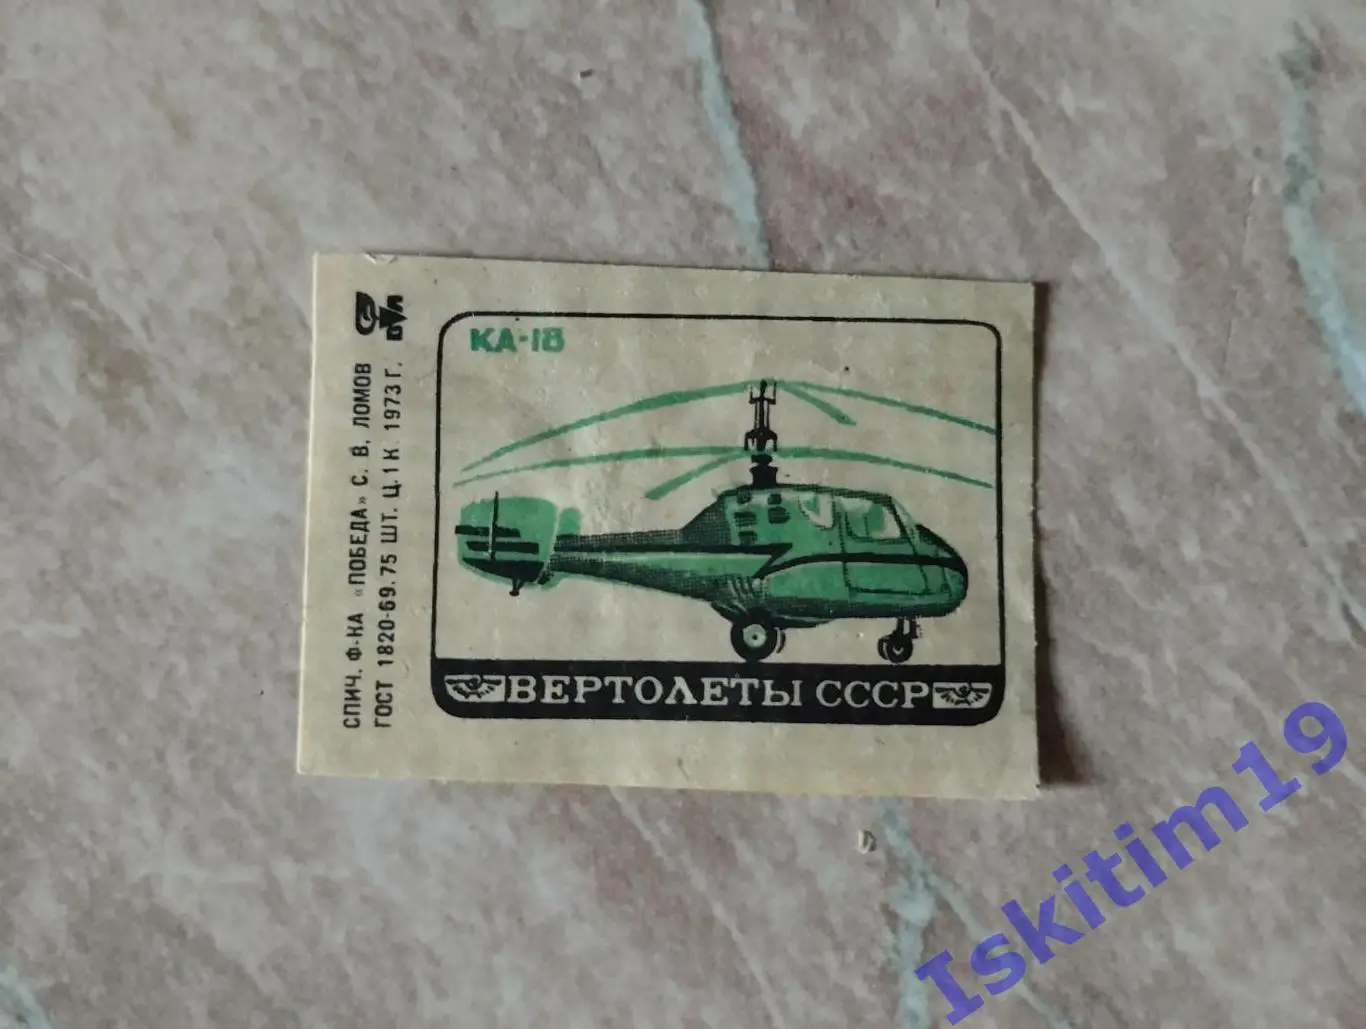 СПИЧ. Ф-КА «ПОБЕДА» С. В. ЛОМОВ
ГОСТ 1820-69. 75 ШТ. Ц. 1 К. 1973 Г.
КА-18
ВЕРТОЛЕТЫ СССР
Iskitim19